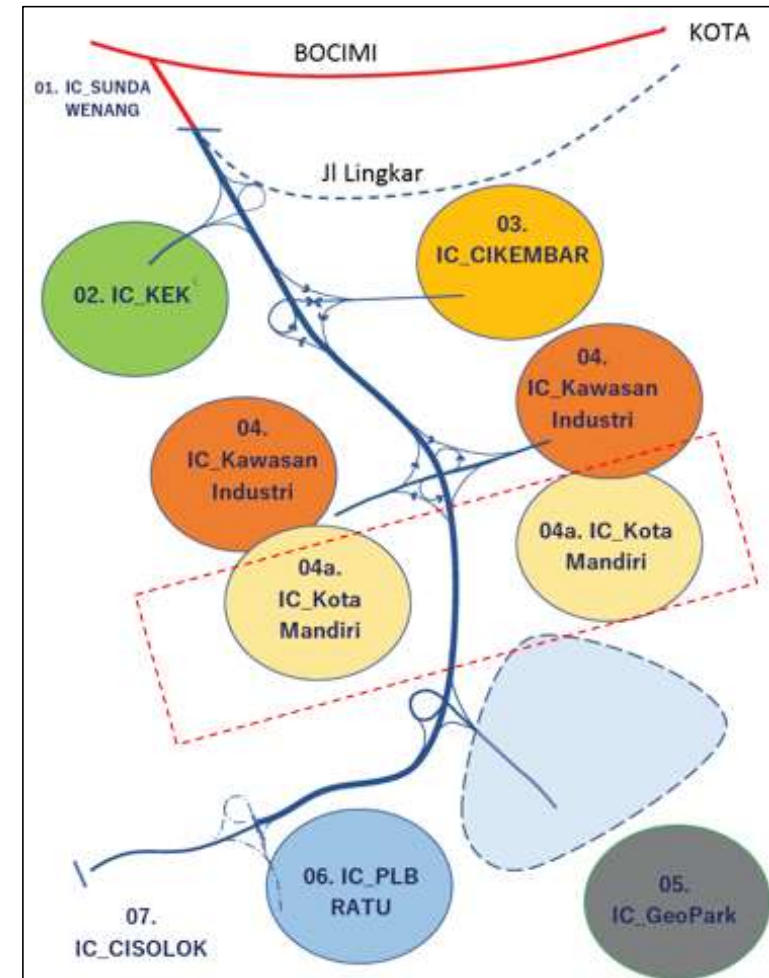 KOTA
BOCIMI
01. IC_SUNDA
WENANG
Jl Lingkar
03.
IC_CIKEMBAR
02. IC_KEK
04.
IC_Kawasan
Industri
04.
IC_Kawasan
Industri
04a. IC_Kota
Mandiri
04a.
IC_Kota
Mandiri
06. IC_PLB
RATU
05.
IC_GeoPark
07.
IC_CISOLOK